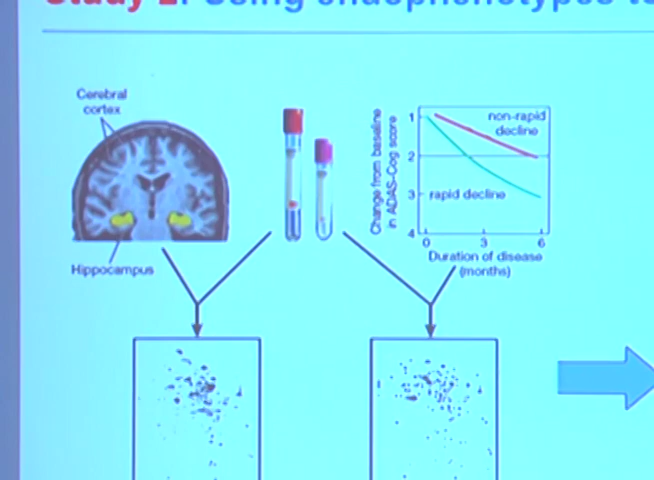 Study 2: Using endophenotypes to
Cerebral
cortex
Hippocampus
Change from baseline
in ADAS-Cog score
1
2
3
4
non-rapid
decline
rapid decline
0
3
6
Duration of disease
(months)